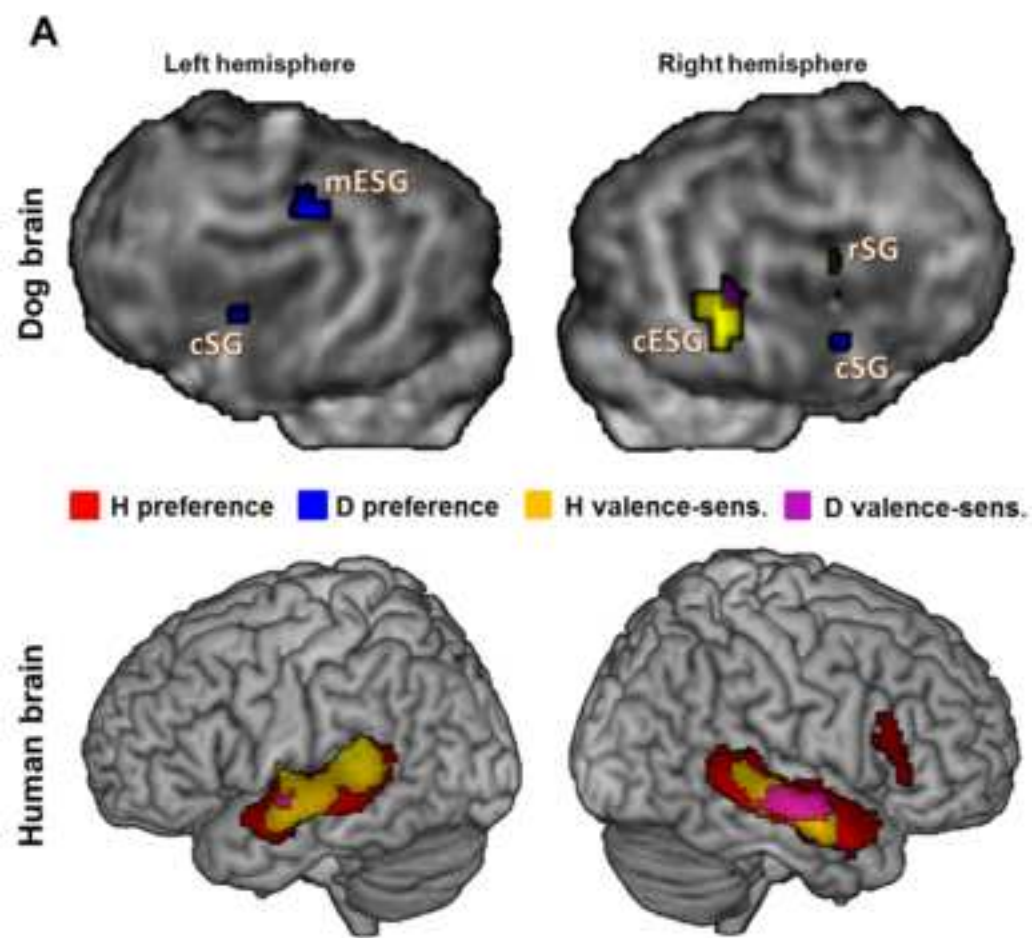 A
Left hemisphere
Right hemisphere
Dog brain
mESG
cSG
rSG
cESG
cSG
H preference
D preference
H valence-sens.
D valence-sens.
Human brain